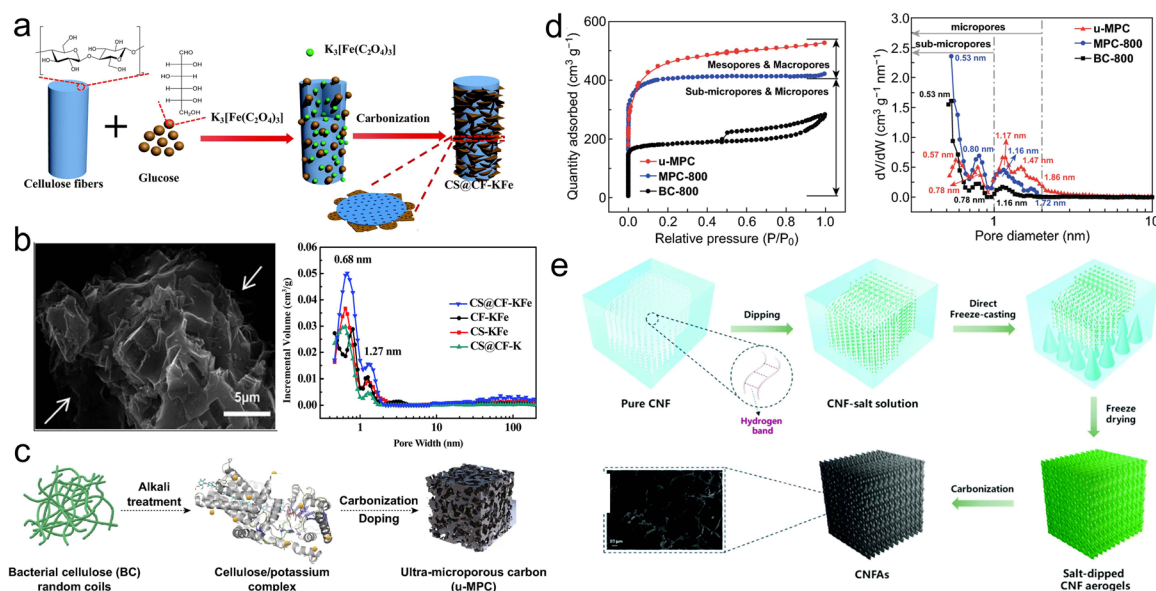 a
K₃[Fe(C₂O₄)₃]
Cellulose fibers
Glucose
K₃[Fe(C₂O₄)₃]
Carbonization
CS@CF-KFe
b
5μm
Incremental Volume (cm³/g)
0.06
0.05
0.04
0.03
0.02
0.01
0.00
0.68 nm
1.27 nm
CS@CF-KFe
CF-KFe
CS-KFe
CS@CF-K
1
10
100
Pore Width (nm)
c
Alkali
treatment
Carbonization
Doping
Bacterial cellulose (BC)
random coils
Cellulose/potassium
complex
Ultra-microporous carbon
(u-MPC)
d
Quantity adsorbed (cm³ g⁻¹)
600
400
200
0
Mesopores & Macropores
Sub-micropores & Micropores
u-MPC
MPC-800
BC-800
0.0
0.2
0.4
0.6
0.8
1.0
Relative pressure (P/P₀)
dV/dW (cm³ g⁻¹ nm⁻¹)
3.0
2.5
2.0
1.5
1.0
0.5
0.0
micropores
sub-micropores
u-MPC
MPC-800
BC-800
0.53 nm
0.53 nm
0.57 nm
0.80 nm
1.17 nm
1.16 nm
1.47 nm
1.86 nm
0.78 nm
0.78 nm
1.16 nm
1.72 nm
1
10
Pore diameter (nm)
e
Pure CNF
Dipping
Hydrogen
band
CNF-salt solution
Direct
Freeze-casting
Freeze
drying
Salt-dipped
CNF aerogels
Carbonization
CNFAs